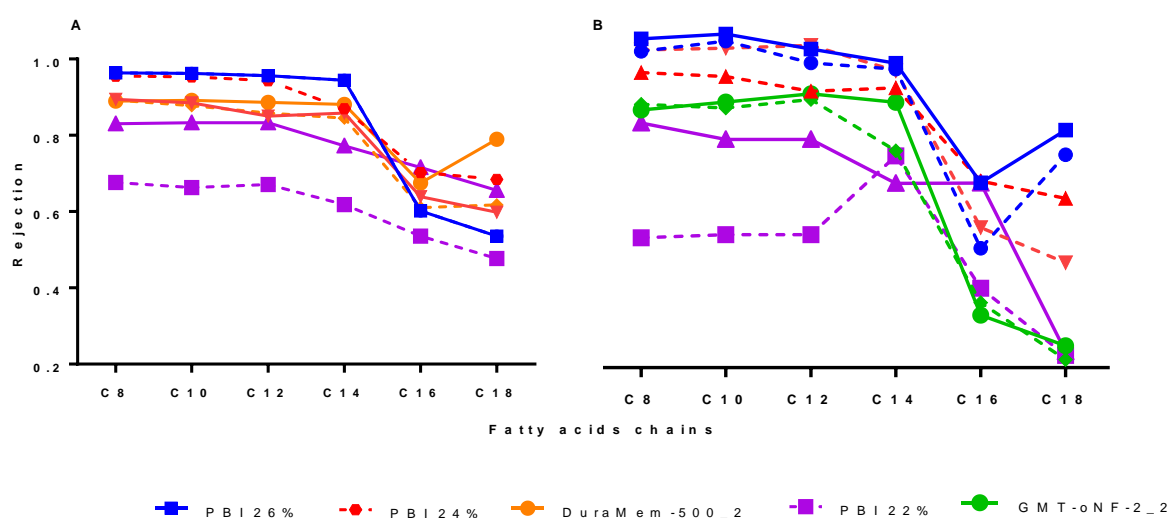 A
B
1.0
0.8
0.6
0.4
0.2
Rejection
C8 C10 C12 C14 C16 C18
C8 C10 C12 C14 C16 C18
Fatty acids chains
PBI26% PBI24% DuraMem-500_2 PBI22% GMT-oNF-2_2